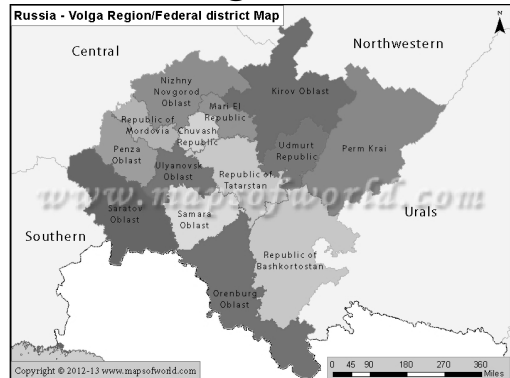 Russia - Volga Region/Federal district Map
N
Central
Northwestern
Nizhny
Novgorod
Oblast
Kirov Oblast
Mari El
Republic
Republic of
Mordovia
Chuvash
Republic
Penza
Oblast
Ulyanovsk
Oblast
Udmurt
Republic
Perm Krai
Republic of
Tatarstan
www.mapsofworld.com
Saratov
Oblast
Samara
Oblast
Urals
Southern
Republic of
Bashkortostan
Orenburg
Oblast
0 45 90 180 270 360
Miles
Copyright © 2012-13 www.mapsofworld.com